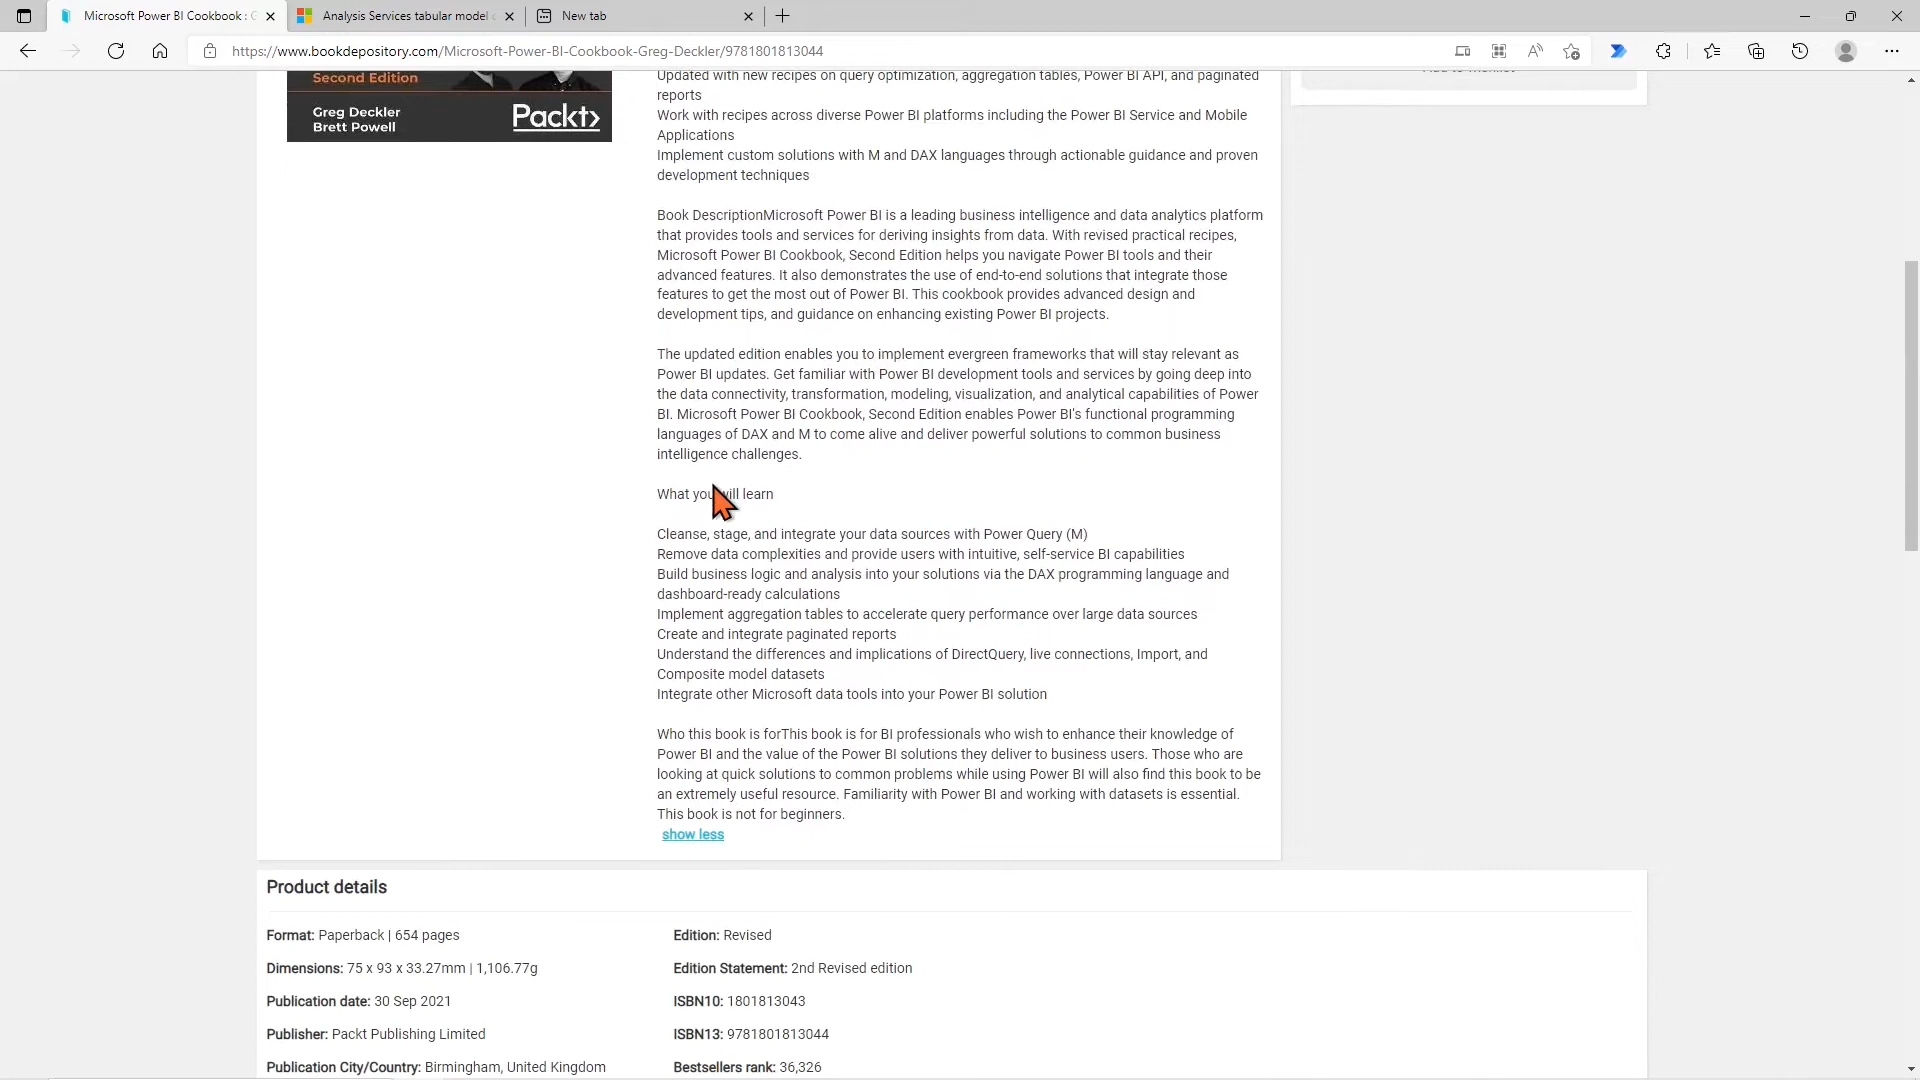 Microsoft Power BI Cookbook : G
Analysis Services tabular model c
New tab
https://www.bookdepository.com/Microsoft-Power-BI-Cookbook-Greg-Deckler/9781801813044
Second Edition
Greg Deckler
Brett Powell
Packt>
Updated with new recipes on query optimization, aggregation tables, Power BI API, and paginated
reports
Work with recipes across diverse Power BI platforms including the Power BI Service and Mobile
Applications
Implement custom solutions with M and DAX languages through actionable guidance and proven
development techniques
Book DescriptionMicrosoft Power BI is a leading business intelligence and data analytics platform
that provides tools and services for deriving insights from data. With revised practical recipes,
Microsoft Power BI Cookbook, Second Edition helps you navigate Power BI tools and their
advanced features. It also demonstrates the use of end-to-end solutions that integrate those
features to get the most out of Power BI. This cookbook provides advanced design and
development tips, and guidance on enhancing existing Power BI projects.
The updated edition enables you to implement evergreen frameworks that will stay relevant as
Power BI updates. Get familiar with Power BI development tools and services by going deep into
the data connectivity, transformation, modeling, visualization, and analytical capabilities of Power
BI. Microsoft Power BI Cookbook, Second Edition enables Power BI's functional programming
languages of DAX and M to come alive and deliver powerful solutions to common business
intelligence challenges.
What you will learn
Cleanse, stage, and integrate your data sources with Power Query (M)
Remove data complexities and provide users with intuitive, self-service BI capabilities
Build business logic and analysis into your solutions via the DAX programming language and
dashboard-ready calculations
Implement aggregation tables to accelerate query performance over large data sources
Create and integrate paginated reports
Understand the differences and implications of DirectQuery, live connections, Import, and
Composite model datasets
Integrate other Microsoft data tools into your Power BI solution
Who this book is forThis book is for BI professionals who wish to enhance their knowledge of
Power BI and the value of the Power BI solutions they deliver to business users. Those who are
looking at quick solutions to common problems while using Power BI will also find this book to be
an extremely useful resource. Familiarity with Power BI and working with datasets is essential.
This book is not for beginners.
show less
Product details
Format: Paperback | 654 pages
Dimensions: 75 x 93 x 33.27mm | 1,106.77g
Publication date: 30 Sep 2021
Publisher: Packt Publishing Limited
Publication City/Country: Birmingham, United Kingdom
Edition: Revised
Edition Statement: 2nd Revised edition
ISBN10: 1801813043
ISBN13: 9781801813044
Bestsellers rank: 36,326